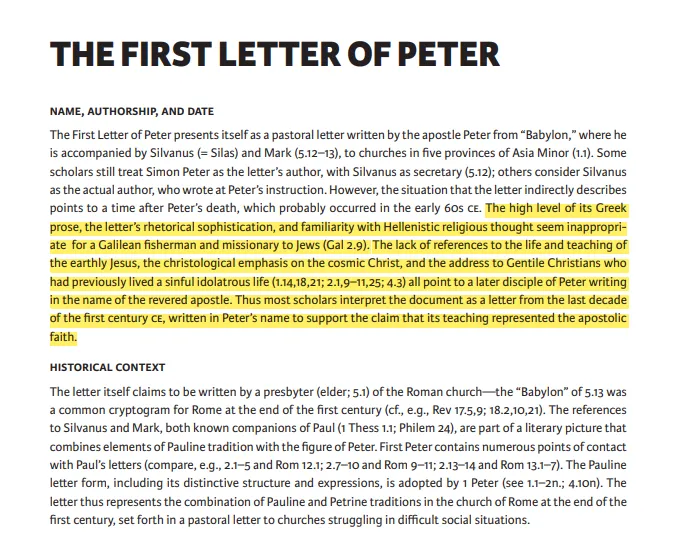 THE FIRST LETTER OF PETER
NAME, AUTHORSHIP, AND DATE
The First Letter of Peter presents itself as a pastoral letter written by the apostle Peter from “Babylon,” where he
is accompanied by Silvanus (= Silas) and Mark (5.12–13), to churches in five provinces of Asia Minor (1.1). Some
scholars still treat Simon Peter as the letter’s author, with Silvanus as secretary (5.12); others consider Silvanus
as the actual author, who wrote at Peter’s instruction. However, the situation that the letter indirectly describes
points to a time after Peter’s death, which probably occurred in the early 60s CE. The high level of its Greek
prose, the letter’s rhetorical sophistication, and familiarity with Hellenistic religious thought seem inappropri-
ate for a Galilean fisherman and missionary to Jews (Gal 2.9). The lack of references to the life and teaching of
the earthly Jesus, the christological emphasis on the cosmic Christ, and the address to Gentile Christians who
had previously lived a sinful idolatrous life (1.14,18,21; 2.1,9–11,25; 4.3) all point to a later disciple of Peter writing
in the name of the revered apostle. Thus most scholars interpret the document as a letter from the last decade
of the first century CE, written in Peter’s name to support the claim that its teaching represented the apostolic
faith.
HISTORICAL CONTEXT
The letter itself claims to be written by a presbyter (elder; 5.1) of the Roman church—the “Babylon” of 5.13 was
a common cryptogram for Rome at the end of the first century (cf., e.g., Rev 17.5,9; 18.2,10,21). The references
to Silvanus and Mark, both known companions of Paul (1 Thess 1.1; Philem 24), are part of a literary picture that
combines elements of Pauline tradition with the figure of Peter. First Peter contains numerous points of contact
with Paul’s letters (compare, e.g., 2.1–5 and Rom 12.1; 2.7–10 and Rom 9–11; 2.13–14 and Rom 13.1–7). The Pauline
letter form, including its distinctive structure and expressions, is adopted by 1 Peter (see 1.1–2n.; 4.10n). The
letter thus represents the combination of Pauline and Petrine traditions in the church of Rome at the end of the
first century, set forth in a pastoral letter to churches struggling in difficult social situations.